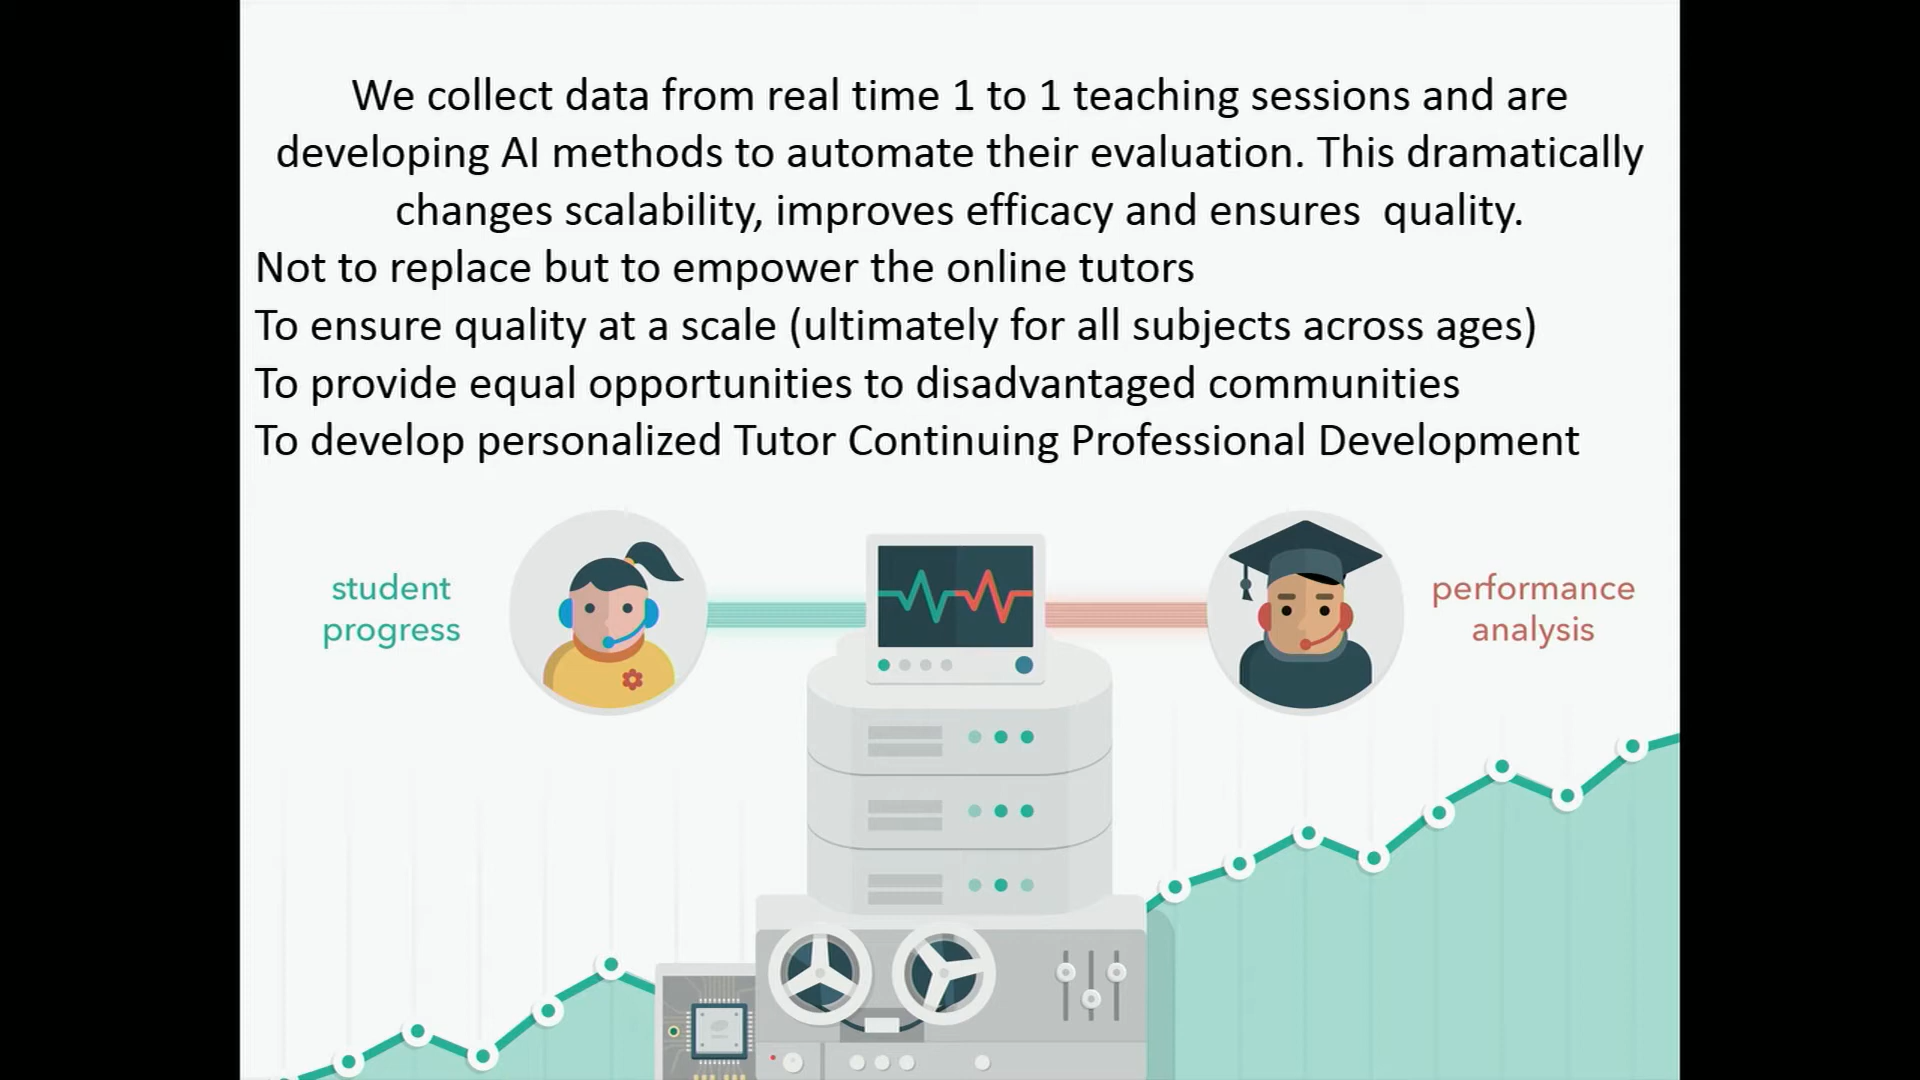 We collect data from real time 1 to 1 teaching sessions and are
developing AI methods to automate their evaluation. This dramatically
changes scalability, improves efficacy and ensures  quality.
Not to replace but to empower the online tutors
To ensure quality at a scale (ultimately for all subjects across ages)
To provide equal opportunities to disadvantaged communities
To develop personalized Tutor Continuing Professional Development
student
progress
performance
analysis